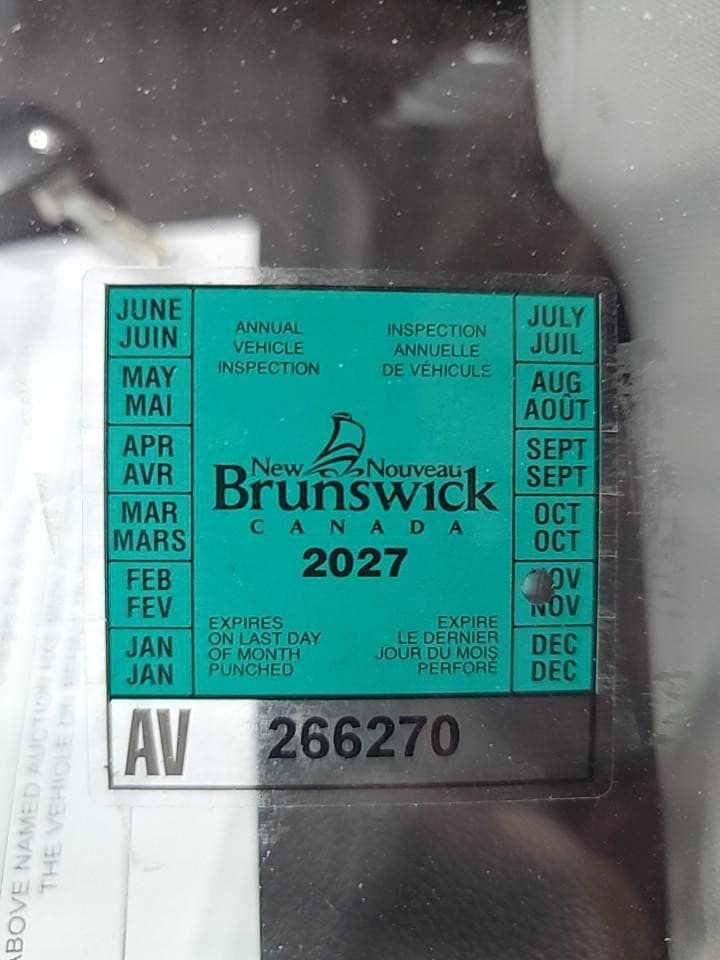 JUNE
JUIN
MAY
MAI
APR
AVR
MAR
MARS
FEB
FEV
JAN
JAN
ANNUAL
VEHICLE
INSPECTION
INSPECTION
ANNUELLE
DE VÉHICULE
New Nouveau
Brunswick
CANADA
2027
EXPIRES
ON LAST DAY
OF MONTH
PUNCHED
EXPIRE
LE DERNIER
JOUR DU MOIS
PERFORÉ
JULY
JUIL
AUG
AOÛT
SEPT
SEPT
OCT
OCT
NOV
NOV
DEC
DEC
AV 266270
ABOVE NAMED AUCTION HAS
THE VEHICLE ON